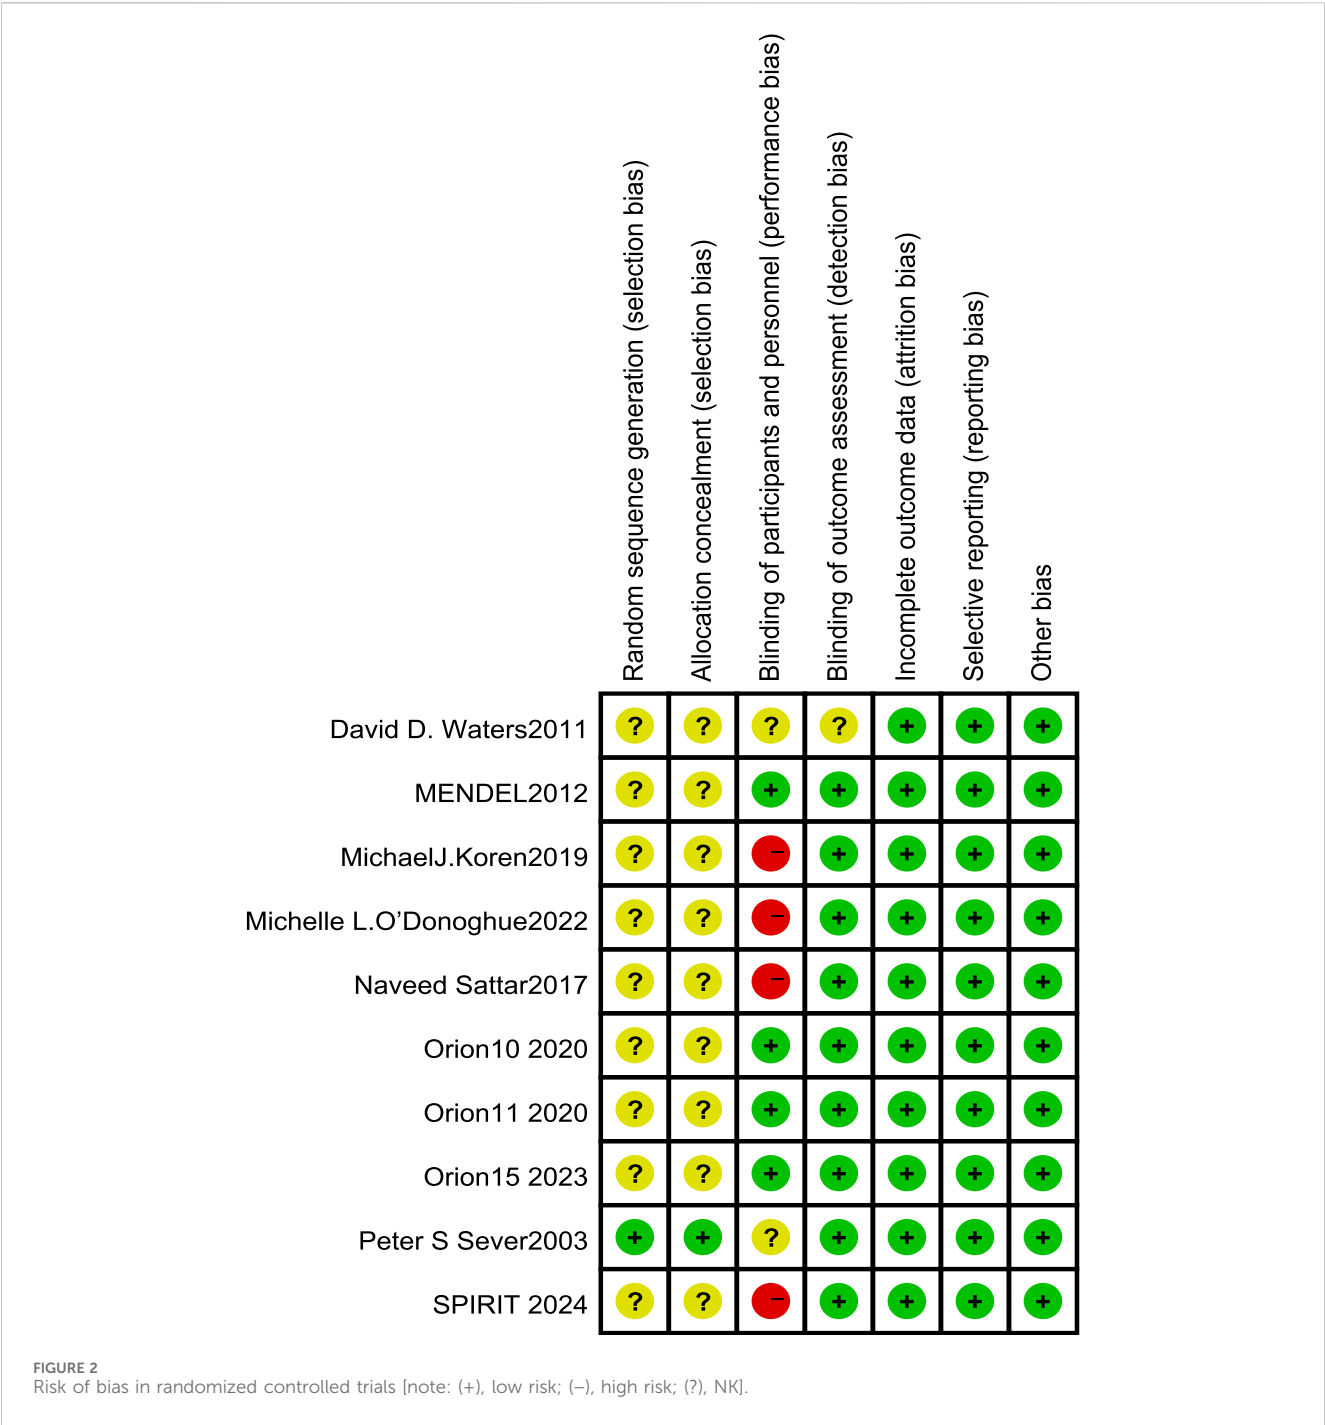 Random sequence generation (selection bias)
Allocation concealment (selection bias)
Blinding of participants and personnel (performance bias)
Blinding of outcome assessment (detection bias)
Incomplete outcome data (attrition bias)
Selective reporting (reporting bias)
Other bias
David D. Waters2011 ? ? ? ? + + +
MENDEL2012 ? ? + + + + +
MichaelJ.Koren2019 ? ? – + + + +
Michelle L.O’Donoghue2022 ? ? – + + + +
Naveed Sattar2017 ? ? – + + + +
Orion10 2020 ? ? + + + + +
Orion11 2020 ? ? + + + + +
Orion15 2023 ? ? + + + + +
Peter S Sever2003 + + ? + + + +
SPIRIT 2024 ? ? – + + + +
FIGURE 2
Risk of bias in randomized controlled trials [note: (+), low risk; (–), high risk; (?), NK].